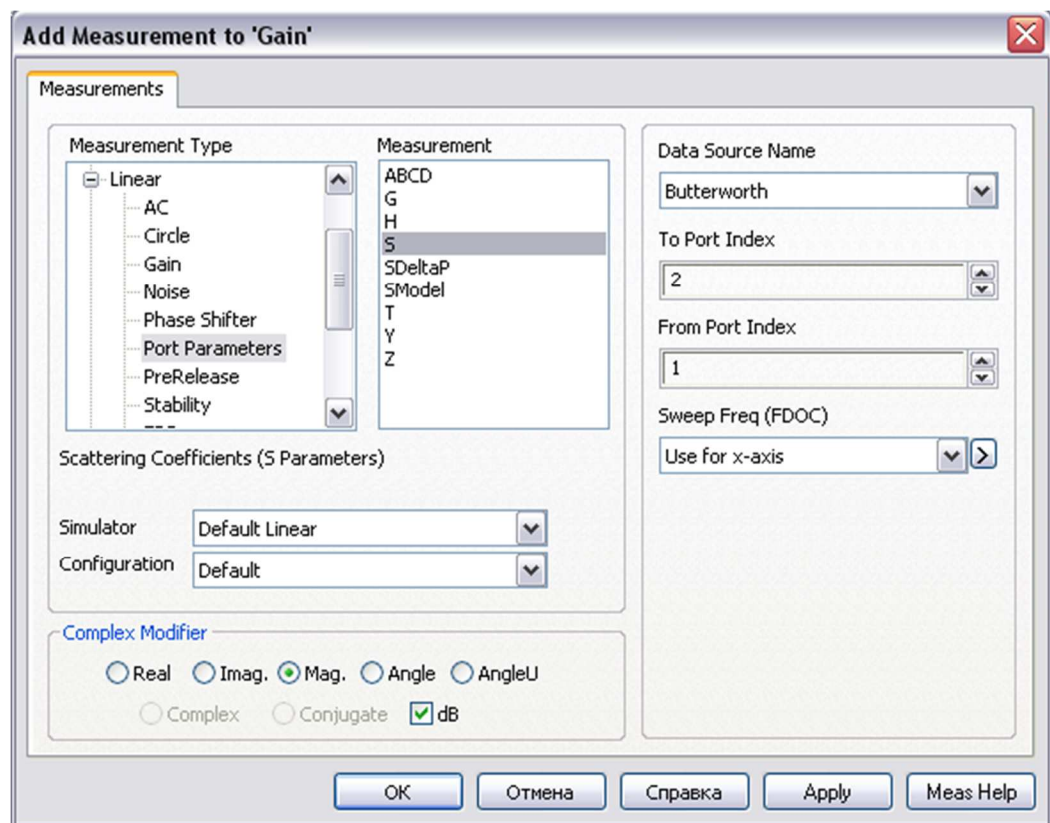 Add Measurement to 'Gain'
Measurements
Measurement Type
Linear
AC
Circle
Gain
Noise
Phase Shifter
Port Parameters
PreRelease
Stability
Measurement
ABCD
G
H
S
SDeltaP
SModel
T
Y
Z
Scattering Coefficients (S Parameters)
Simulator Default Linear
Configuration Default
Complex Modifier
Real Imag. Mag. Angle AngleU
Complex Conjugate dB
Data Source Name
Butterworth
To Port Index
2
From Port Index
1
Sweep Freq (FDOC)
Use for x-axis
OK Отмена Справка Apply Meas Help